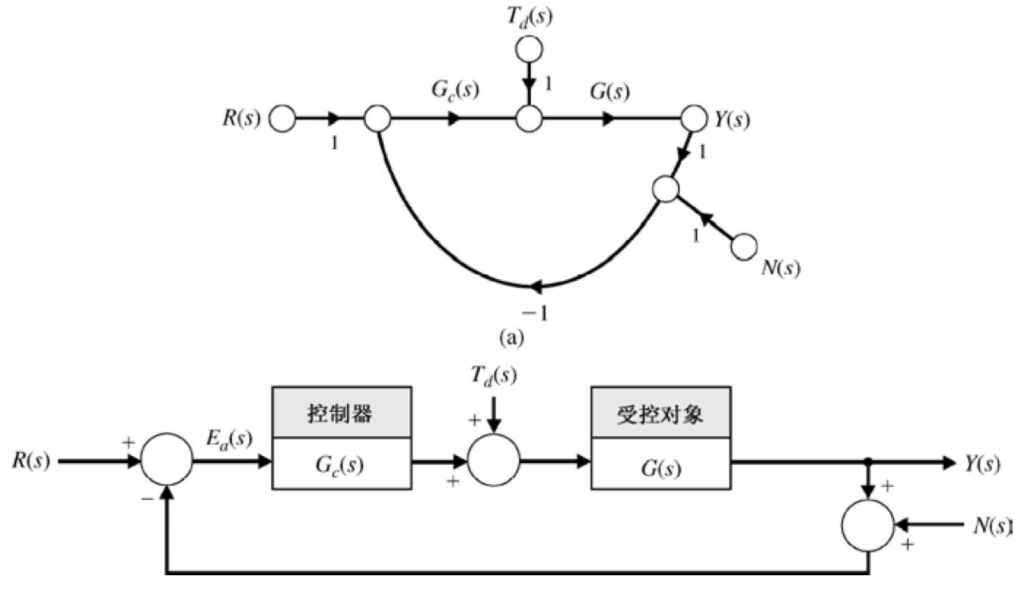 T_d(s)
G_c(s)
1
G(s)
R(s)
Y(s)
1
1
1
N(s)
−1
(a)
T_d(s)
控制器
受控对象
+
+
E_a(s)
R(s)
G_c(s)
G(s)
Y(s)
−
+
+
N(s)
+